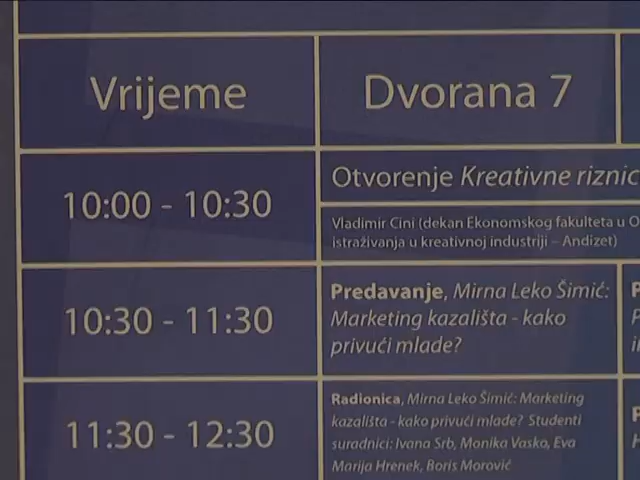 Vrijeme
Dvorana 7
10:00 - 10:30
Otvorenje Kreativne riznic
Vladimir Cini (dekan Ekonomskog fakulteta u O
istraživanja u kreativnoj industriji – Andizet)
10:30 - 11:30
Predavanje, Mirna Leko Šimić:
Marketing kazališta - kako
privući mlade?
11:30 - 12:30
Radionica, Mirna Leko Šimić: Marketing
kazališta - kako privući mlade? Studenti
suradnici: Ivana Srb, Monika Vasko, Eva
Marija Hrenek, Boris Morović